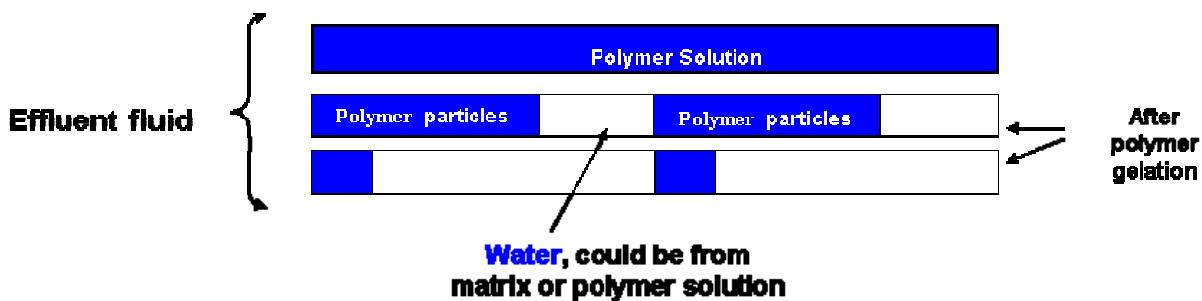 Polymer Solution
Effluent fluid
Polymer particles
Polymer particles
After
polymer
gelation
Water, could be from
matrix or polymer solution